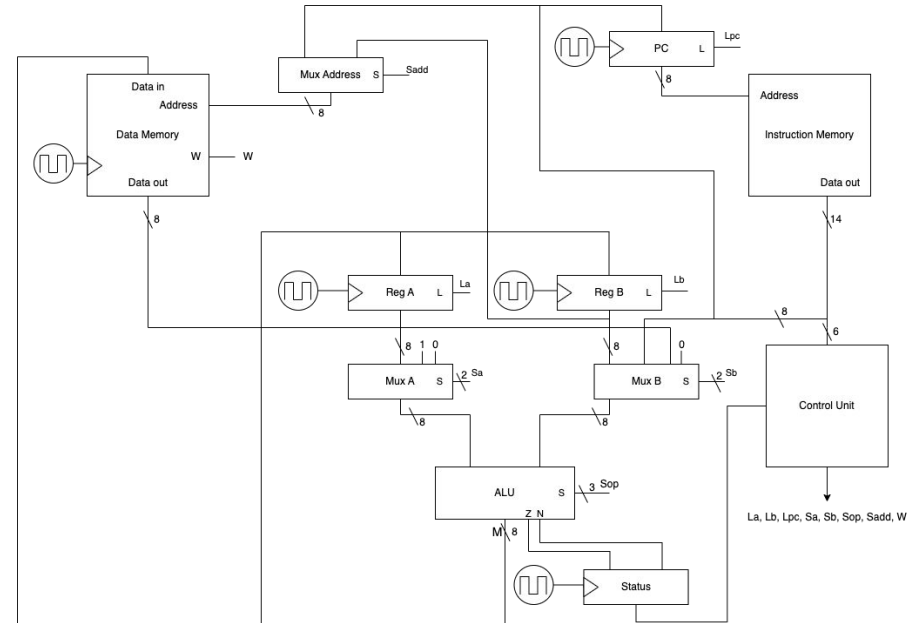 Lpc
PC L
8
Mux Address S Sadd
8
Data in
Address
Data Memory
W W
Data out
8
Address
Instruction Memory
Data out
14
La
Reg A L
Lb
Reg B L
8
6
8 1 0
8 0
Mux A S 2 Sa
Mux B S 2 Sb
8
8
Control Unit
ALU S 3 Sop
Z N
M 8
La, Lb, Lpc, Sa, Sb, Sop, Sadd, W
Status